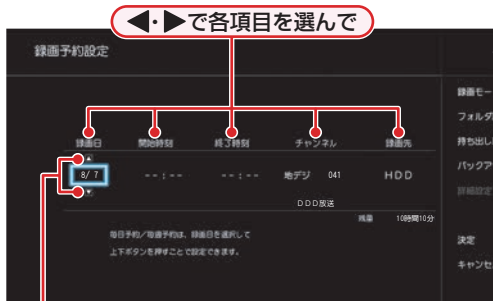 ◀・▶で各項目を選んで
録画予約設定
録画モー
フォルダ
持ち出し
バックア
詳細設定
録画日 開始時刻 終了時刻 チャンネル 録画先
8/ 7 --:-- --:-- 地デジ 041 HDD
DDD放送
残量 10時間10分
毎日予約/毎週予約は、録画日を選択して
上下ボタンを押すことで設定できます。
決定
キャンセ